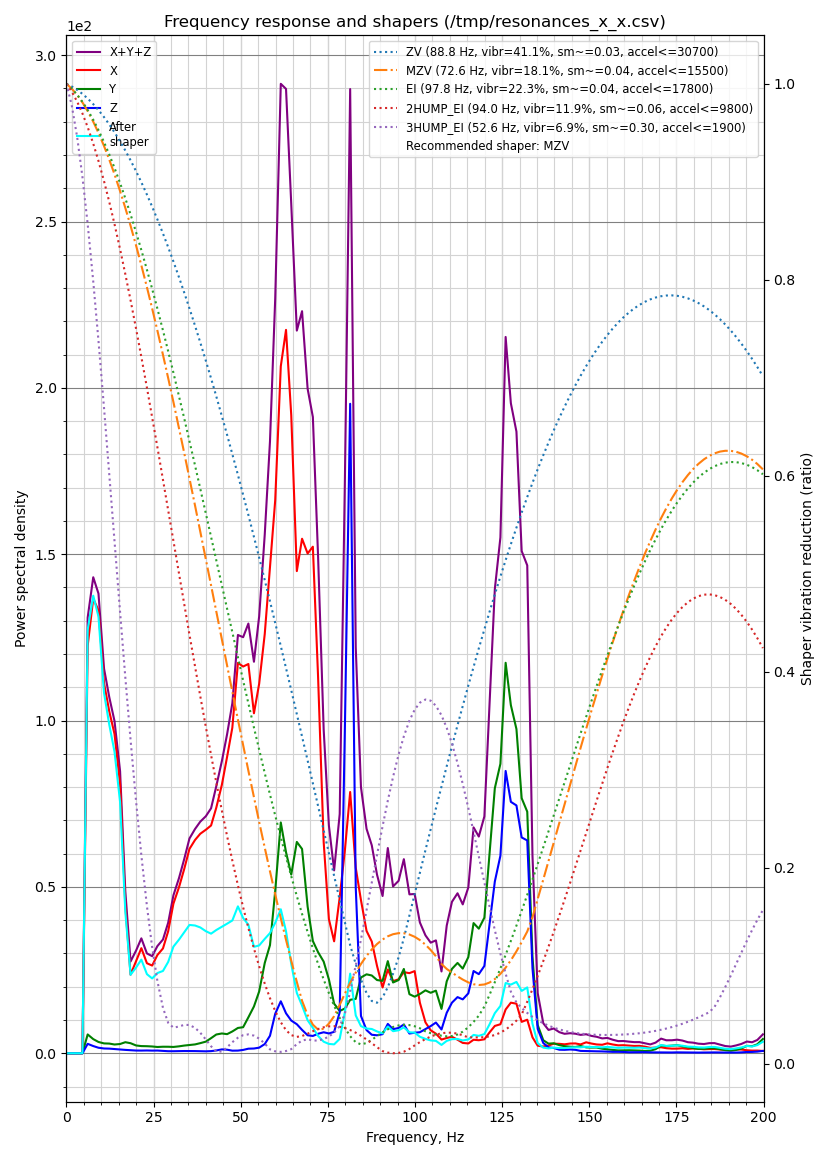 Frequency response and shapers (/tmp/resonances_x_x.csv)
1e2
X+Y+Z
X
Y
Z
After
shaper
ZV (88.8 Hz, vibr=41.1%, sm~=0.03, accel<=30700)
MZV (72.6 Hz, vibr=18.1%, sm~=0.04, accel<=15500)
EI (97.8 Hz, vibr=22.3%, sm~=0.04, accel<=17800)
2HUMP_EI (94.0 Hz, vibr=11.9%, sm~=0.06, accel<=9800)
3HUMP_EI (52.6 Hz, vibr=6.9%, sm~=0.30, accel<=1900)
Recommended shaper: MZV
3.0
2.5
2.0
1.5
1.0
0.5
0.0
Power spectral density
1.0
0.8
0.6
0.4
0.2
0.0
Shaper vibration reduction (ratio)
0 25 50 75 100 125 150 175 200
Frequency, Hz